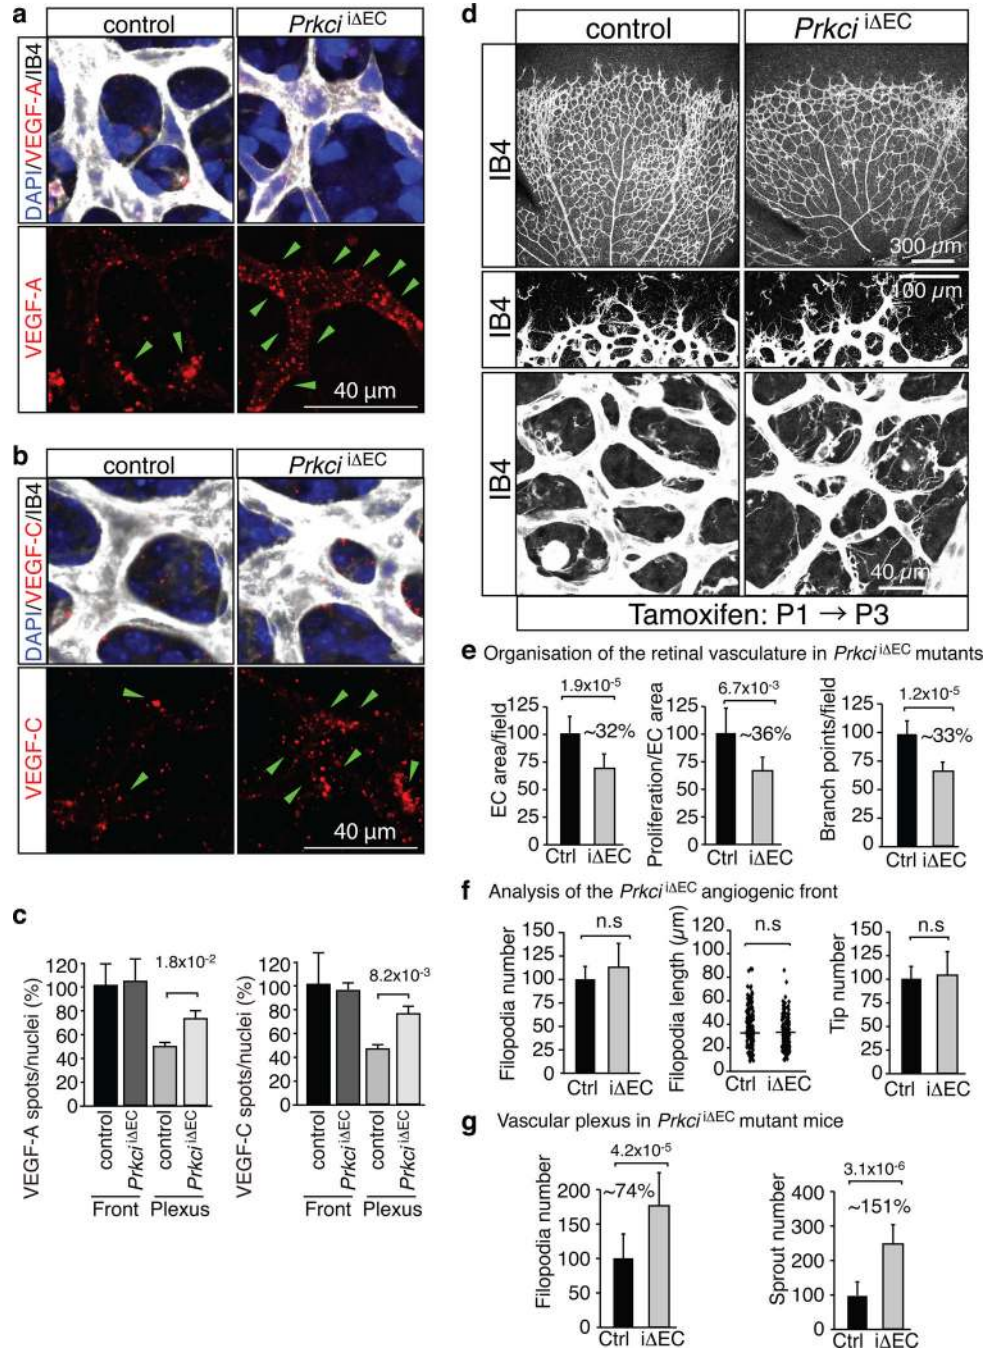 a
control
Prkci iΔEC
DAPI/VEGF-A/IB4
VEGF-A
40 µm
b
control
Prkci iΔEC
DAPI/VEGF-C/IB4
VEGF-C
40 µm
c
VEGF-A spots/nuclei (%)
120
100
80
60
40
20
0
1.8x10-2
control
Prkci iΔEC
control
Prkci iΔEC
Front
Plexus
VEGF-C spots/nuclei (%)
120
100
80
60
40
20
0
8.2x10-3
control
Prkci iΔEC
control
Prkci iΔEC
Front
Plexus
d
control
Prkci iΔEC
IB4
300 µm
IB4
100 µm
IB4
40 µm
Tamoxifen: P1 → P3
e Organisation of the retinal vasculature in Prkci iΔEC mutants
EC area/field
125
100
75
50
25
0
1.9x10-5
~32%
Ctrl iΔEC
Proliferation/EC area
125
100
75
50
25
0
6.7x10-3
~36%
Ctrl iΔEC
Branch points/field
125
100
75
50
25
0
1.2x10-5
~33%
Ctrl iΔEC
f Analysis of the Prkci iΔEC angiogenic front
Filopodia number
150
125
100
75
50
25
0
n.s
Ctrl iΔEC
Filopodia length (µm)
120
100
80
60
40
20
0
n.s
Ctrl iΔEC
Tip number
150
125
100
75
50
25
0
n.s
Ctrl iΔEC
g Vascular plexus in Prkci iΔEC mutant mice
Filopodia number
200
150
100
50
0
4.2x10-5
~74%
Ctrl iΔEC
Sprout number
400
300
200
100
0
3.1x10-6
~151%
Ctrl iΔEC